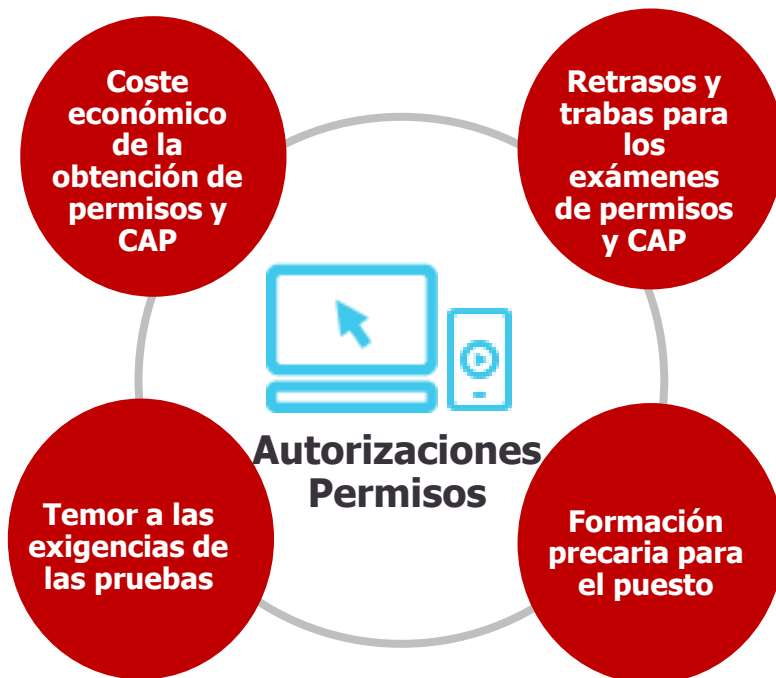 Coste
económico
de la
obtención de
permisos y
CAP
Retrasos y
trabas para
los
exámenes
de permisos
y CAP
Autorizaciones
Permisos
Temor a las
exigencias de
las pruebas
Formación
precaria para
el puesto